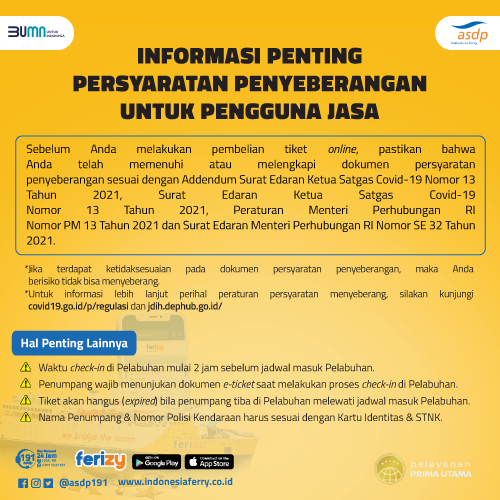 BUMN UNTUK INDONESIA
asdp
INFORMASI PENTING
PERSYARATAN PENYEBERANGAN
UNTUK PENGGUNA JASA
Sebelum Anda melakukan pembelian tiket online, pastikan bahwa
Anda telah memenuhi atau melengkapi dokumen persyaratan
penyeberangan sesuai dengan Addendum Surat Edaran Ketua Satgas Covid-19 Nomor 13
Tahun 2021, Surat Edaran Ketua Satgas Covid-19
Nomor 13 Tahun 2021, Peraturan Menteri Perhubungan RI
Nomor PM 13 Tahun 2021 dan Surat Edaran Menteri Perhubungan RI Nomor SE 32 Tahun
2021.
*Jika terdapat ketidaksesuaian pada dokumen persyaratan penyeberangan, maka Anda
berisiko tidak bisa menyeberang.
*Untuk informasi lebih lanjut perihal peraturan persyaratan menyeberang, silakan kunjungi
covid19.go.id/p/regulasi dan jdih.dephub.go.id/
Hal Penting Lainnya
Waktu check-in di Pelabuhan mulai 2 jam sebelum jadwal masuk Pelabuhan.
Penumpang wajib menunjukan dokumen e-ticket saat melakukan proses check-in di Pelabuhan.
Tiket akan hangus (expired) bila penumpang tiba di Pelabuhan melewati jadwal masuk Pelabuhan.
Nama Penumpang & Nomor Polisi Kendaraan harus sesuai dengan Kartu Identitas & STNK.
we bridge the nation
191
24 Jam
ferizy
Google Play
App Store
@asdp191 www.indonesiaferry.co.id
pelayanan
PRIMA UTAMA